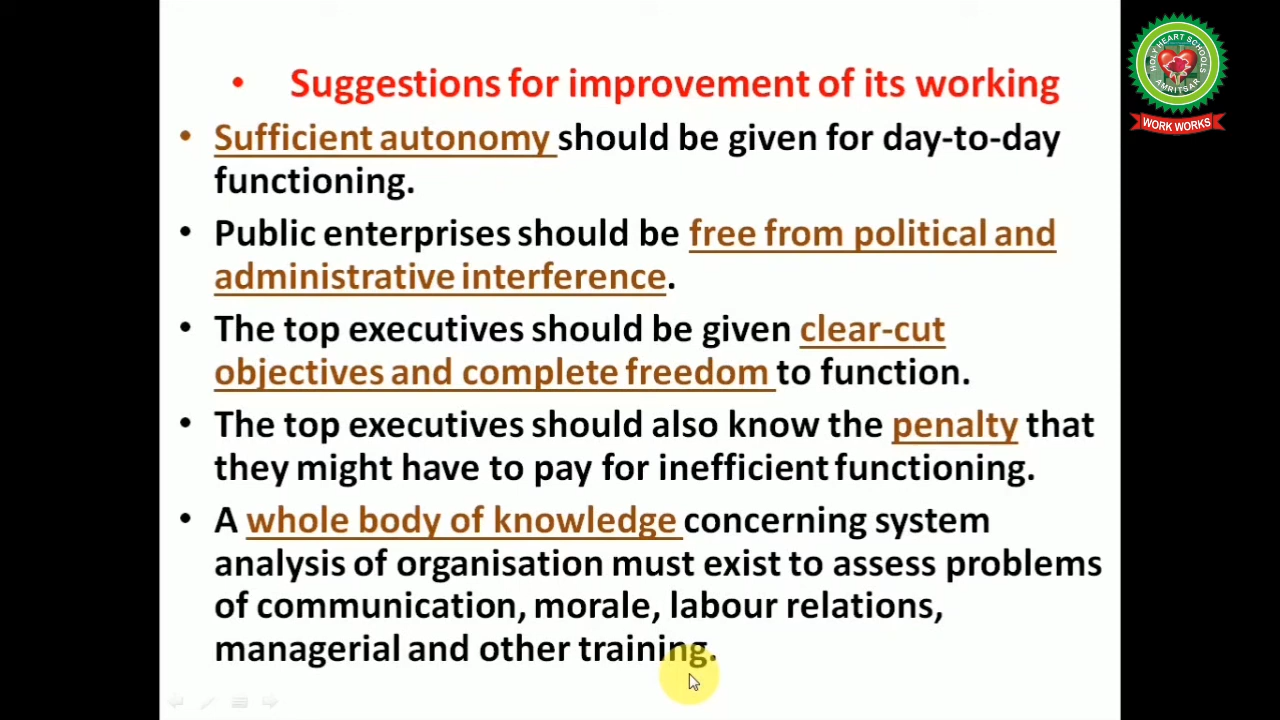 • Suggestions for improvement of its working
• Sufficient autonomy should be given for day-to-day
functioning.
• Public enterprises should be free from political and
administrative interference.
• The top executives should be given clear-cut
objectives and complete freedom to function.
• The top executives should also know the penalty that
they might have to pay for inefficient functioning.
• A whole body of knowledge concerning system
analysis of organisation must exist to assess problems
of communication, morale, labour relations,
managerial and other training.
HOLY HEART SCHOOLS
AMRITSAR
WORK WORKS